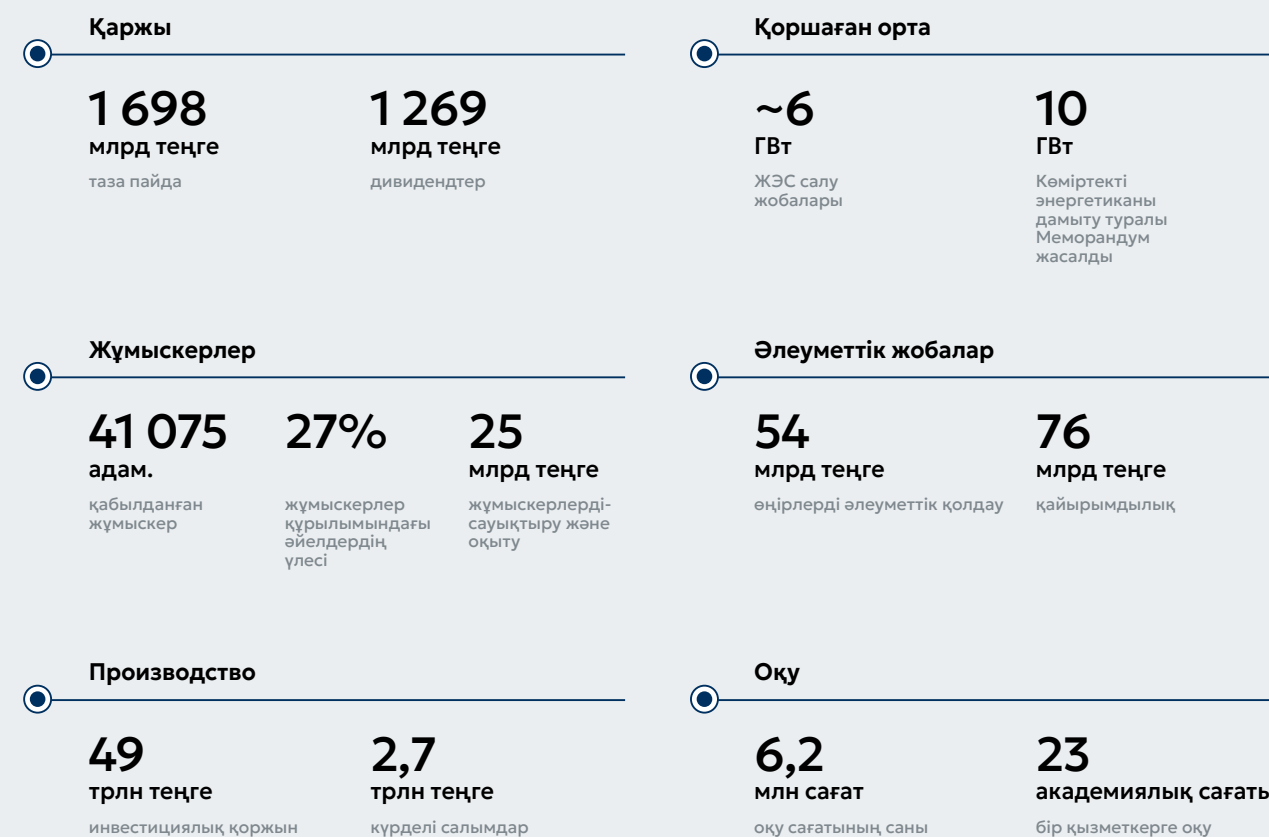 Қаржы
1 698
млрд теңге
таза пайда
1 269
млрд теңге
дивидендтер
Қоршаған орта
~6
ГВт
ЖЭС салу
жобалары
10
ГВт
Көміртекті
энергетиканы
дамыту туралы
Меморандум
жасалды
Жұмыскерлер
41 075
адам.
қабылданған
жұмыскер
27%
жұмыскерлер
құрылымындағы
әйелдердің
үлесі
25
млрд теңге
жұмыскерлерді-
сауықтыру және
оқыту
Әлеуметтік жобалар
54
млрд теңге
өңірлерді әлеуметтік қолдау
76
млрд теңге
қайырымдылық
Производство
49
трлн теңге
инвестициялық қоржын
2,7
трлн теңге
күрделі салымдар
Оқу
6,2
млн сағат
оқу сағатының саны
23
академиялық сағаты
бір қызметкерге оқу